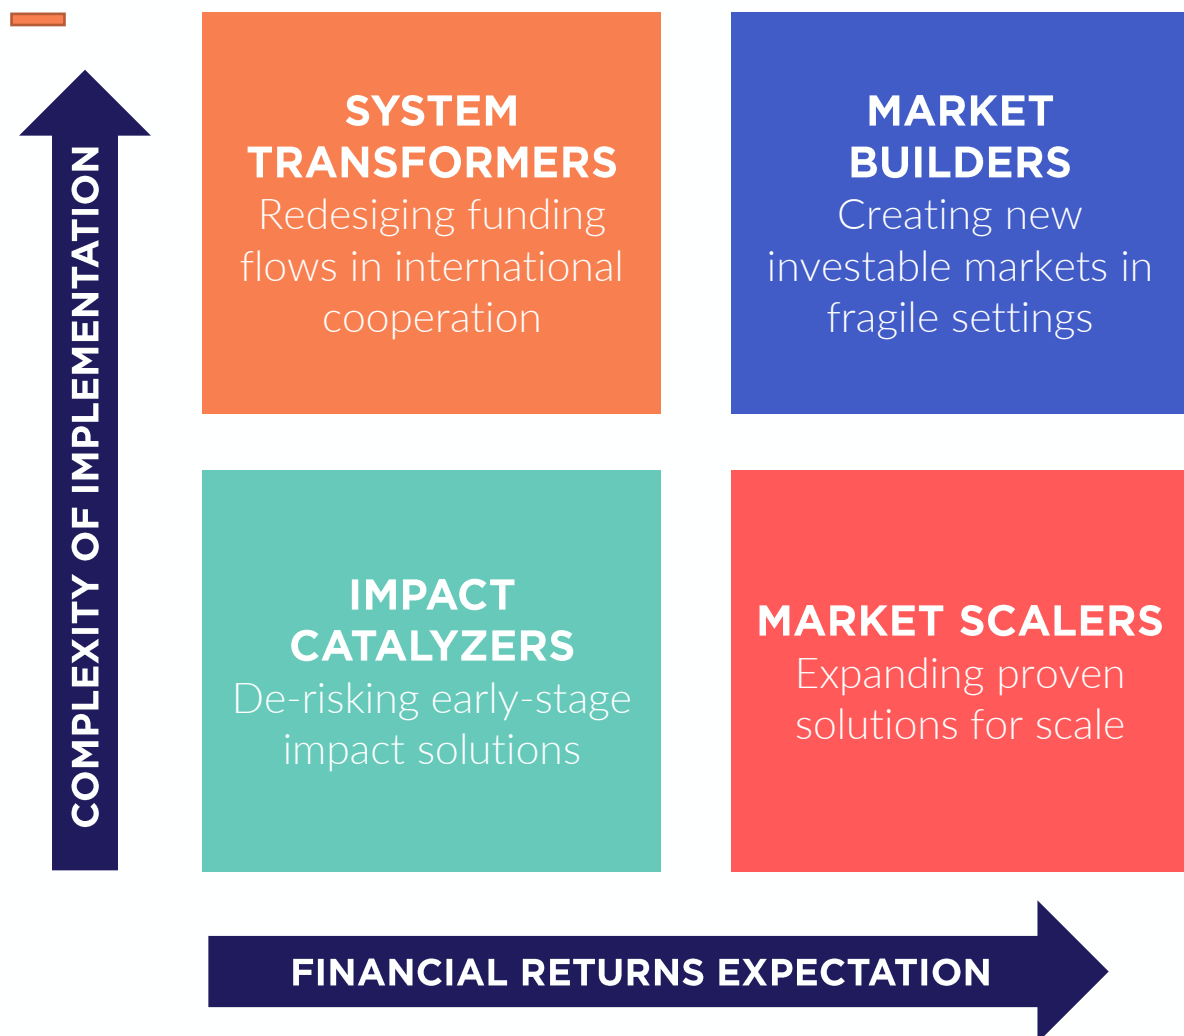 SYSTEM
TRANSFORMERS
Redesiging funding
flows in international
cooperation
MARKET
BUILDERS
Creating new
investable markets in
fragile settings
COMPLEXITY OF IMPLEMENTATION
IMPACT
CATALYZERS
De-risking early-stage
impact solutions
MARKET SCALERS
Expanding proven
solutions for scale
FINANCIAL RETURNS EXPECTATION